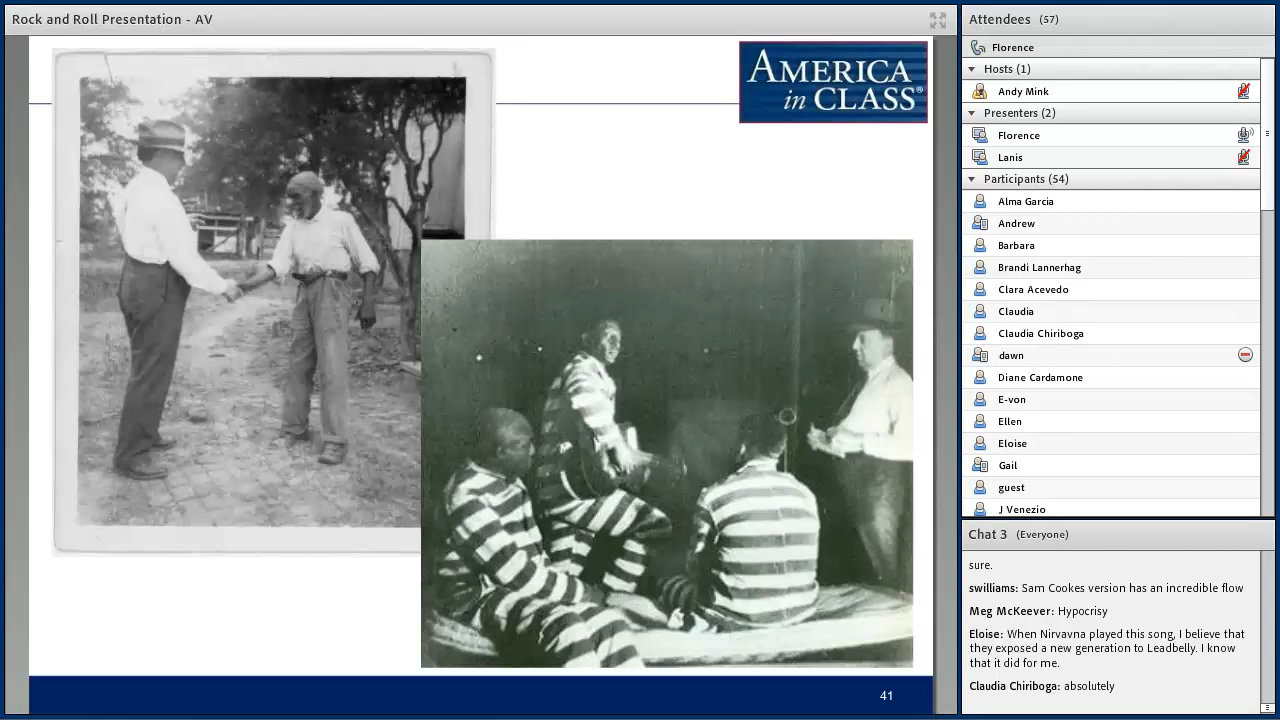 Rock and Roll Presentation - AV
AMERICA
in CLASS®
41
Attendees (57)
Florence
Hosts (1)
Andy Mink
Presenters (2)
Florence
Lanis
Participants (54)
Alma Garcia
Andrew
Barbara
Brandi Lannerhag
Clara Acevedo
Claudia
Claudia Chiriboga
dawn
Diane Cardamone
E-von
Ellen
Eloise
Gail
guest
J Venezio
Chat 3 (Everyone)
sure.
swilliams: Sam Cookes version has an incredible flow
Meg McKeever: Hypocrisy
Eloise: When Nirvavna played this song, I believe that
they exposed a new generation to Leadbelly. I know
that it did for me.
Claudia Chiriboga: absolutely